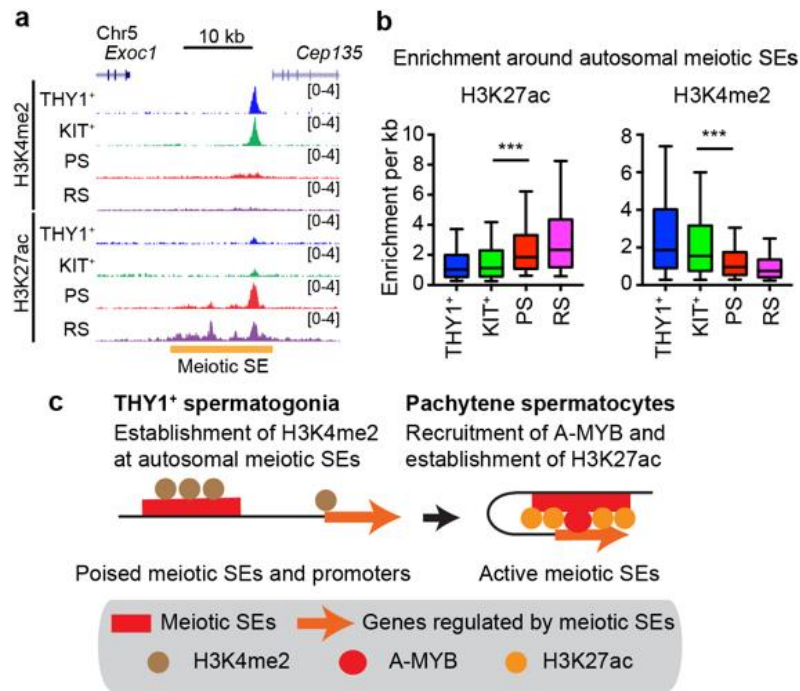 a
Chr5
Exoc1
10 kb
Cep135
H3K4me2
THY1⁺ [0-4]
KIT⁺ [0-4]
PS [0-4]
RS [0-4]
H3K27ac
THY1⁺ [0-4]
KIT⁺ [0-4]
PS [0-4]
RS [0-4]
Meiotic SE
b
Enrichment around autosomal meiotic SEs
H3K27ac
Enrichment per kb
10
8
6
4
2
0
***
THY1⁺ KIT⁺ PS RS
H3K4me2
8
6
4
2
0
***
THY1⁺ KIT⁺ PS RS
c
THY1⁺ spermatogonia
Establishment of H3K4me2
at autosomal meiotic SEs
Poised meiotic SEs and promoters
Pachytene spermatocytes
Recruitment of A-MYB and
establishment of H3K27ac
Active meiotic SEs
Meiotic SEs Genes regulated by meiotic SEs
H3K4me2 A-MYB H3K27ac